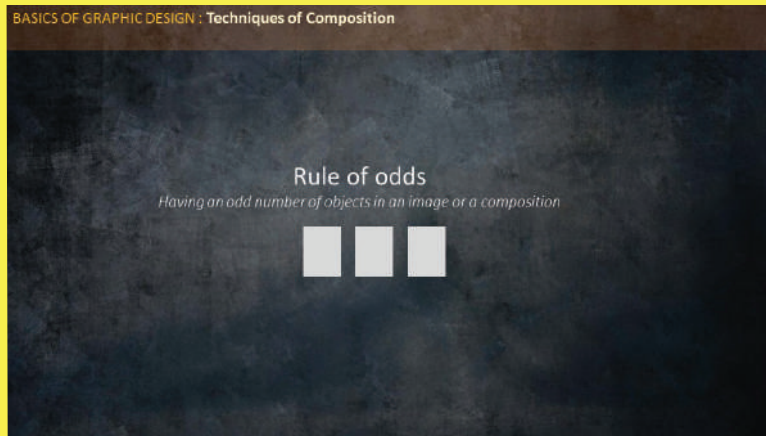 BASICS OF GRAPHIC DESIGN : Techniques of Composition
Rule of odds
Having an odd number of objects in an image or a composition